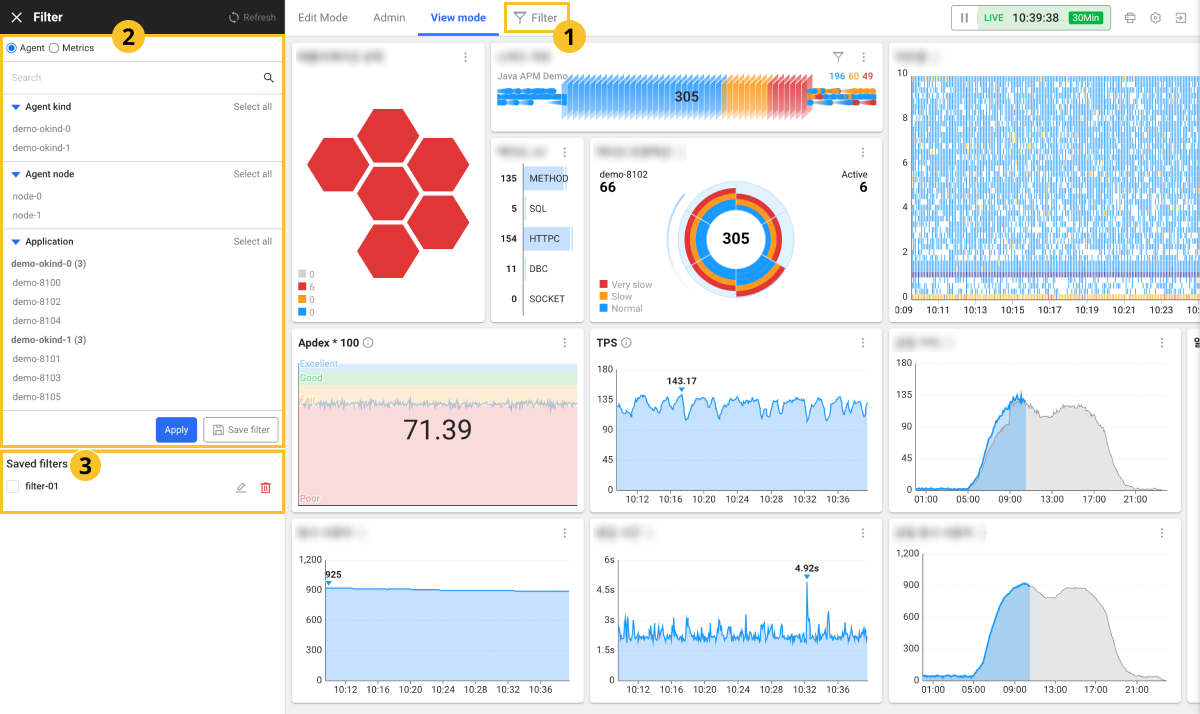 Filter
Refresh
2
Agent
Metrics
Search
Agent kind
Select all
demo-okind-0
demo-okind-1
Agent node
Select all
node-0
node-1
Application
Select all
demo-okind-0 (3)
demo-8100
demo-8102
demo-8104
demo-okind-1 (3)
demo-8101
demo-8103
demo-8105
Apply
Save filter
Saved filters
3
filter-01
Edit Mode
Admin
View mode
Filter
1
LIVE
10:39:38
30Min
0
6
0
0
Java APM Demo
196 60 49
305
135 METHOD
5 SQL
154 HTTPC
11 DBC
0 SOCKET
demo-8102
66
Active
6
305
Very slow
Slow
Normal
10
8
6
4
2
0
0:09 10:11 10:13 10:15 10:17 10:19 10:21 10:23 10:
Apdex * 100
Excellent
Good
Fair
71.39
Poor
TPS
180
135
90
45
0
143.17
10:12 10:16 10:20 10:24 10:28 10:32 10:36
180
135
90
45
0
01:00 05:00 09:00 13:00 17:00 21:00
1,200
900
600
300
0
925
10:12 10:16 10:20 10:24 10:28 10:32 10:36
6s
4.5s
3s
1.5s
0
4.92s
10:12 10:16 10:20 10:24 10:28 10:32 10:36
1,200
900
600
300
0
01:00 05:00 09:00 13:00 17:00 21:00